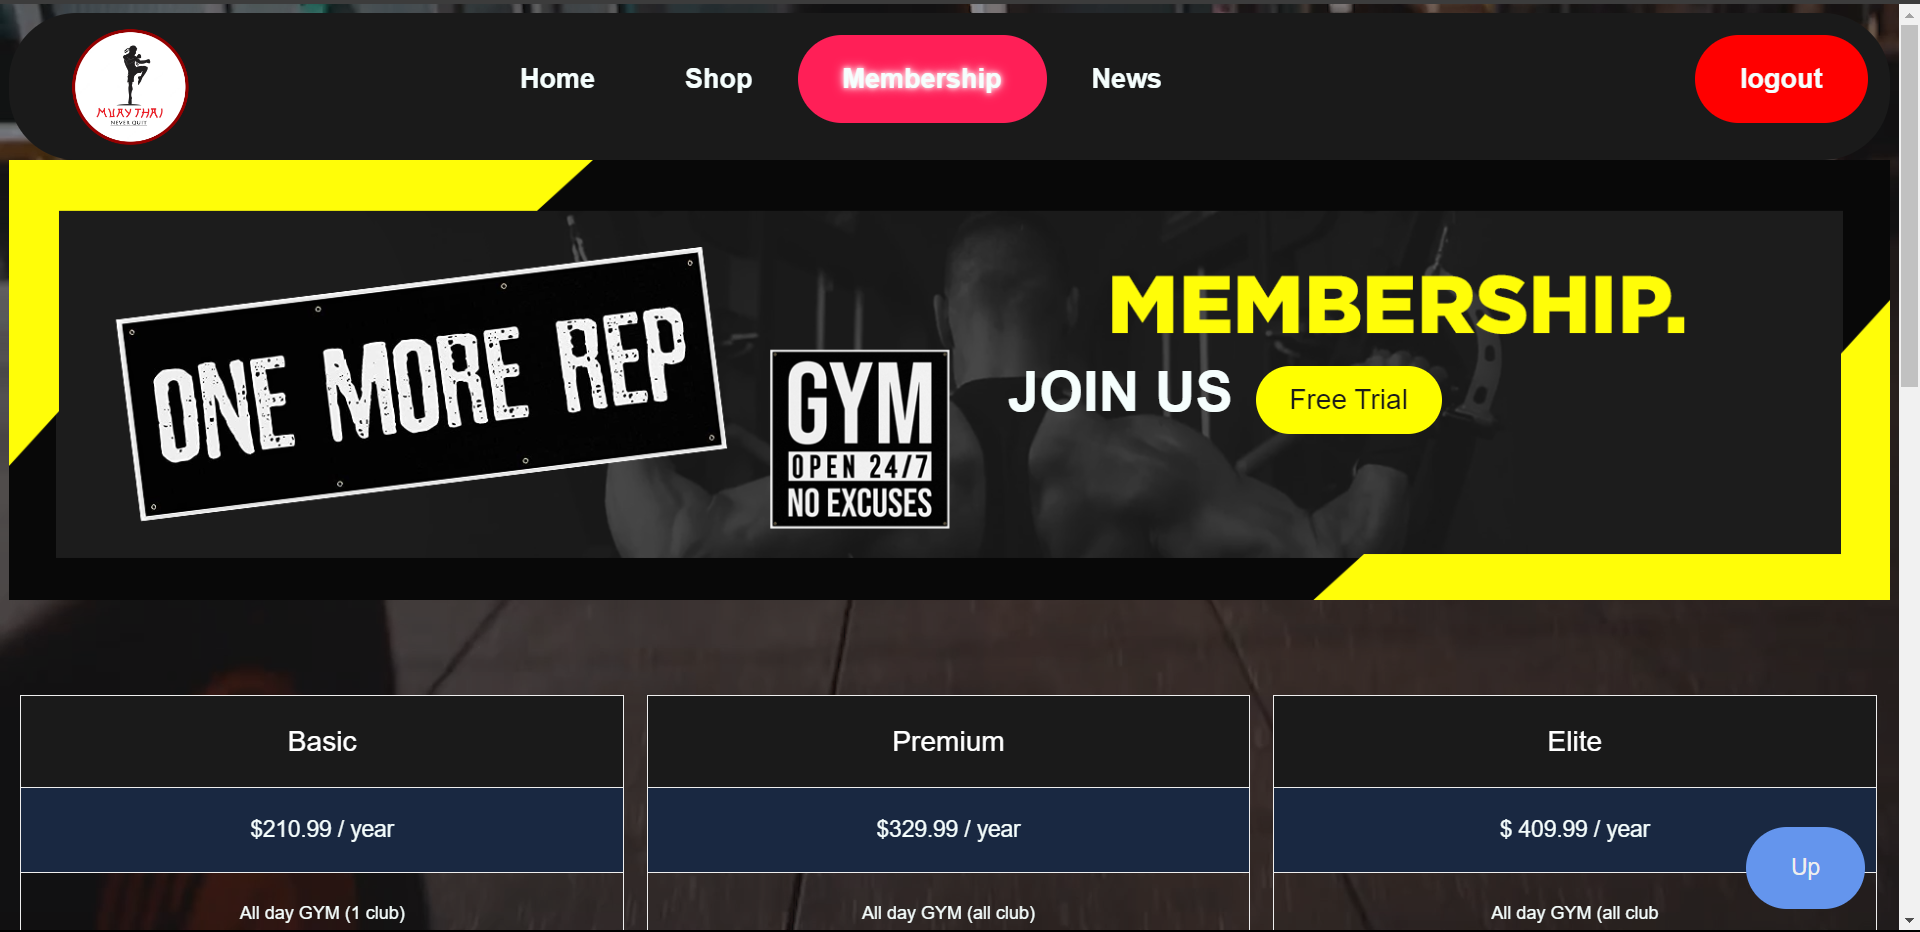 MUAY THAI
NEVER QUIT
Home
Shop
Membership
News
logout
ONE MORE REP
GYM
OPEN 24/7
NO EXCUSES
MEMBERSHIP.
JOIN US
Free Trial
Basic
Premium
Elite
$210.99 / year
$329.99 / year
$ 409.99 / year
Up
All day GYM (1 club)
All day GYM (all club)
All day GYM (all club